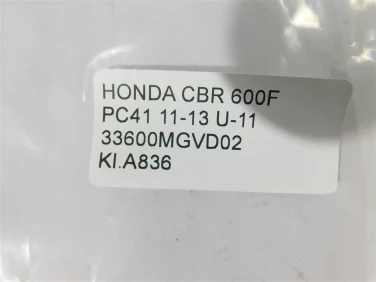 HONDA CBR 600F
PC41 11-13 U-11
33600MGVD02
KI.A836